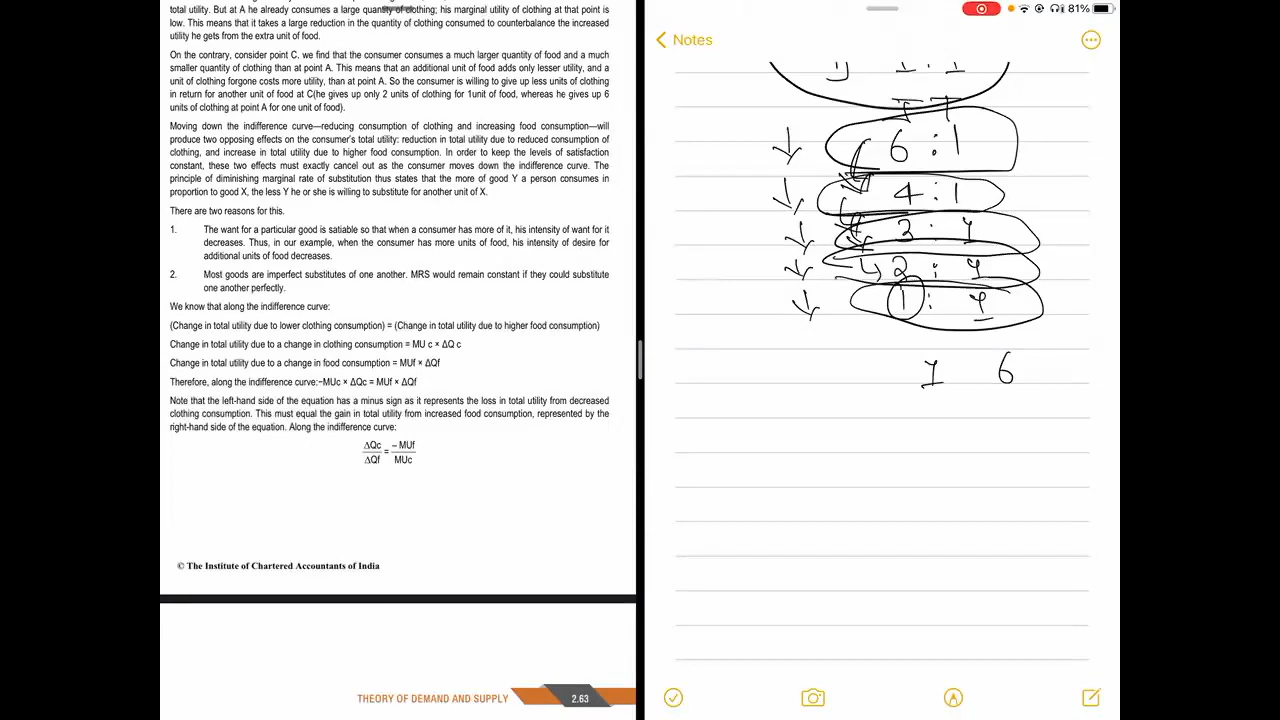 total utility. But at A he already consumes a large quantity of clothing; his marginal utility of clothing at that point is
low. This means that it takes a large reduction in the quantity of clothing consumed to counterbalance the increased
utility he gets from the extra unit of food.
On the contrary, consider point C. we find that the consumer consumes a much larger quantity of food and a much
smaller quantity of clothing than at point A. This means that an additional unit of food adds only lesser utility, and a
unit of clothing forgone costs more utility, than at point A. So the consumer is willing to give up less units of clothing
in return for another unit of food at C(he gives up only 2 units of clothing for 1unit of food, whereas he gives up 6
units of clothing at point A for one unit of food).
Moving down the indifference curve—reducing consumption of clothing and increasing food consumption—will
produce two opposing effects on the consumer's total utility: reduction in total utility due to reduced consumption of
clothing, and increase in total utility due to higher food consumption. In order to keep the levels of satisfaction
constant, these two effects must exactly cancel out as the consumer moves down the indifference curve. The
principle of diminishing marginal rate of substitution thus states that the more of good Y a person consumes in
proportion to good X, the less Y he or she is willing to substitute for another unit of X.
There are two reasons for this.
1. The want for a particular good is satiable so that when a consumer has more of it, his intensity of want for it
decreases. Thus, in our example, when the consumer has more units of food, his intensity of desire for
additional units of food decreases.
2. Most goods are imperfect substitutes of one another. MRS would remain constant if they could substitute
one another perfectly.
We know that along the indifference curve:
(Change in total utility due to lower clothing consumption) = (Change in total utility due to higher food consumption)
Change in total utility due to a change in clothing consumption = MU c × ΔQ c
Change in total utility due to a change in food consumption = MUf × ΔQf
Therefore, along the indifference curve:−MUc × ΔQc = MUf × ΔQf
Note that the left-hand side of the equation has a minus sign as it represents the loss in total utility from decreased
clothing consumption. This must equal the gain in total utility from increased food consumption, represented by the
right-hand side of the equation. Along the indifference curve:
ΔQc/ΔQf = − MUf/MUc
© The Institute of Chartered Accountants of India
THEORY OF DEMAND AND SUPPLY 2.63
81%
Notes
6 : 1
4 : 1
3 : 1
2 : 1
1 : 1
1 6